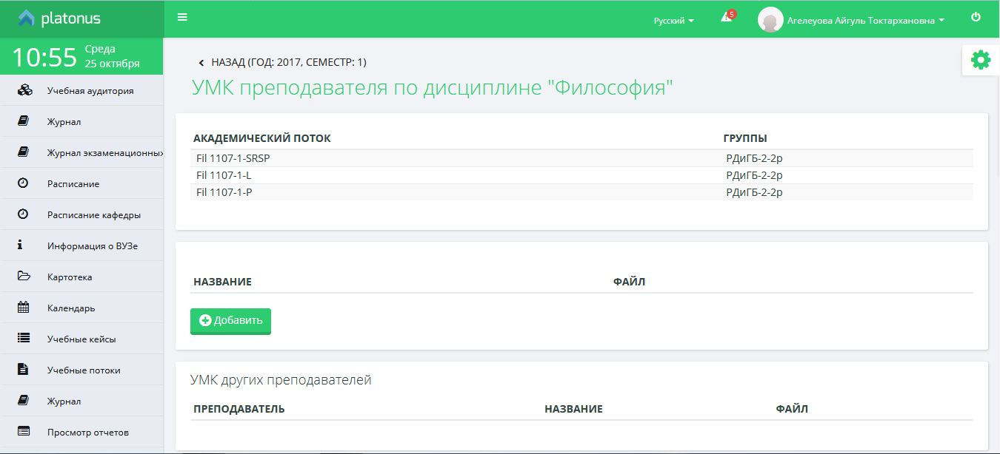 platonus
Русский
5
Агелеуова Айгуль Токтархановна
10:55
Среда
25 октября
Учебная аудитория
Журнал
Журнал экзаменационных
Расписание
Расписание кафедры
Информация о ВУЗе
Картотека
Календарь
Учебные кейсы
Учебные потоки
Журнал
Просмотр отчетов
НАЗАД (ГОД: 2017, СЕМЕСТР: 1)
УМК преподавателя по дисциплине "Философия"
АКАДЕМИЧЕСКИЙ ПОТОК ГРУППЫ
Fil 1107-1-SRSP РДиГБ-2-2р
Fil 1107-1-L РДиГБ-2-2р
Fil 1107-1-P РДиГБ-2-2р
НАЗВАНИЕ ФАЙЛ
Добавить
УМК других преподавателей
ПРЕПОДАВАТЕЛЬ НАЗВАНИЕ ФАЙЛ